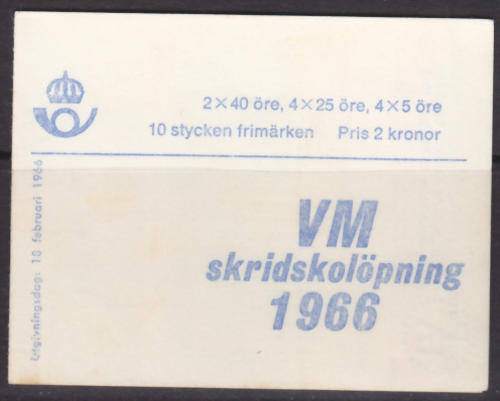 2×40 öre, 4×25 öre, 4×5 öre
10 stycken frimärken Pris 2 kronor
Utgivningsdag: 18 februari 1966
VM
skridskolöpning
1966